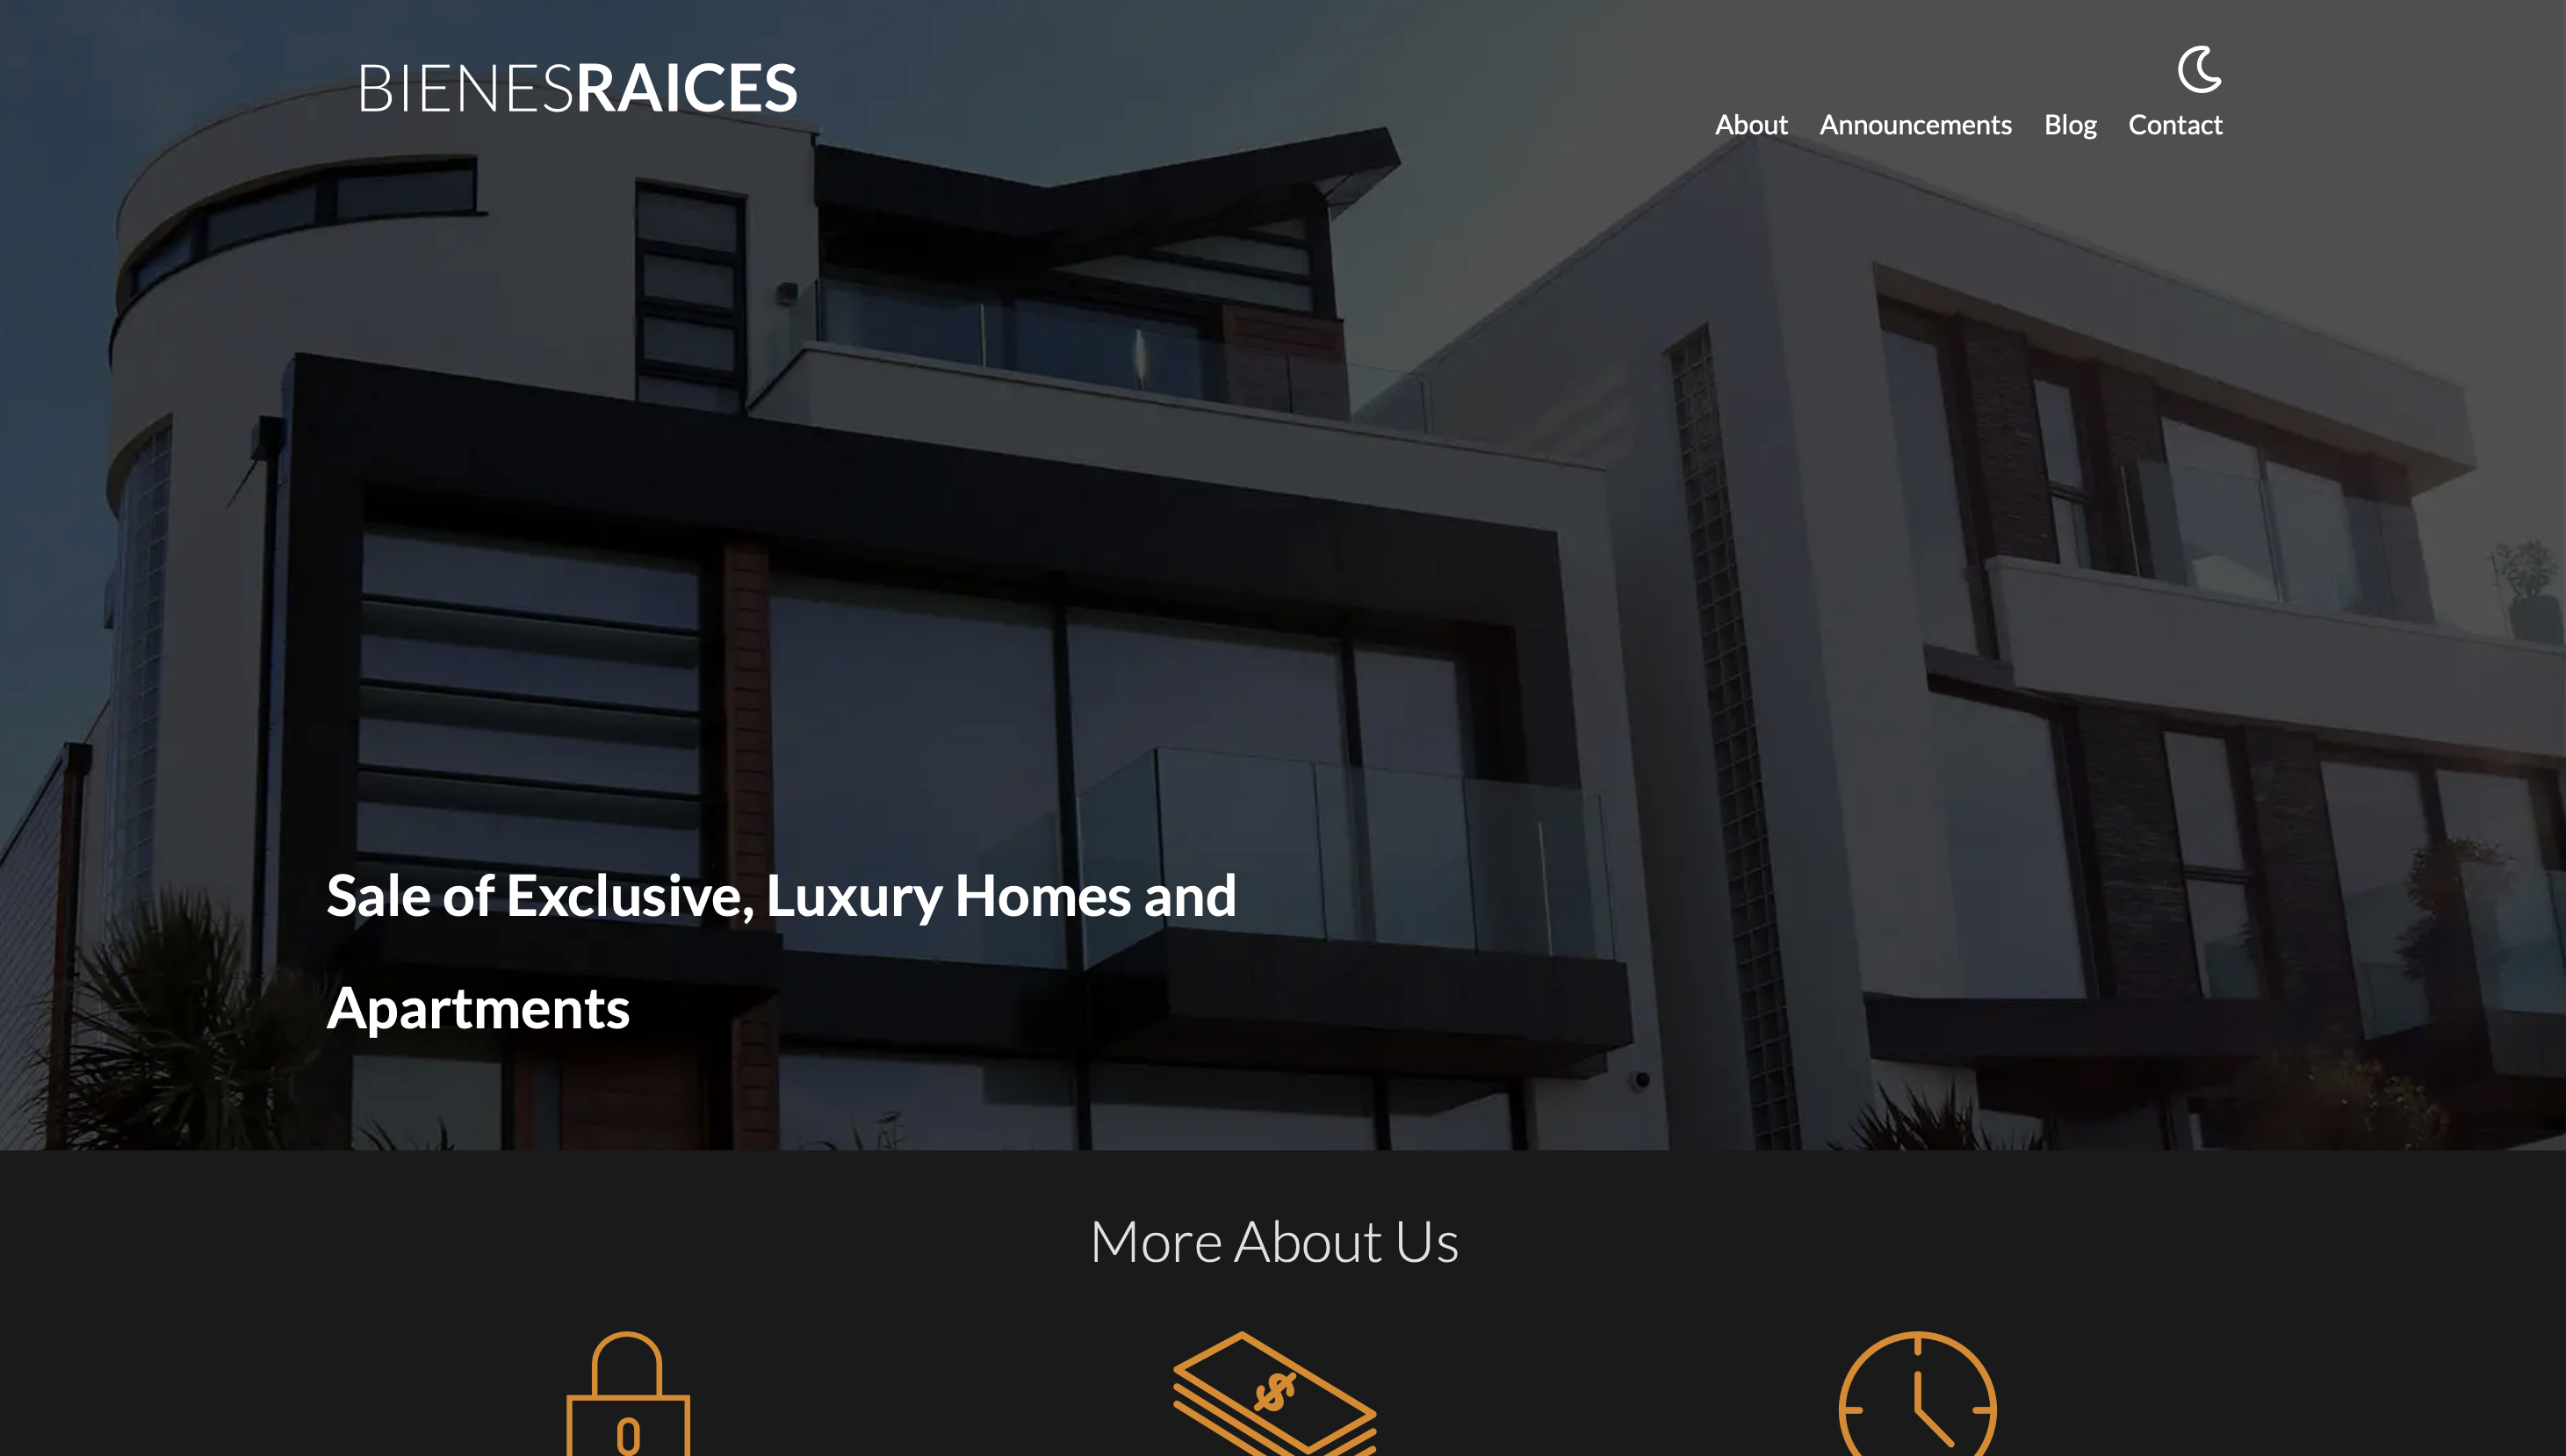 BIENESRAICES
About Announcements Blog Contact
Sale of Exclusive, Luxury Homes and
Apartments
More About Us
$